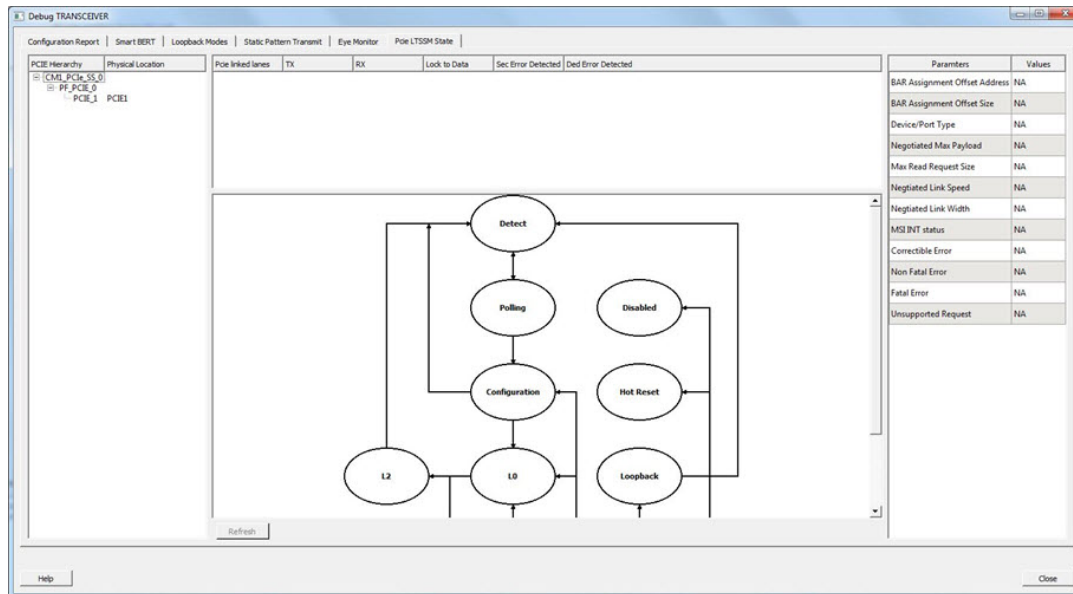 Debug TRANSCEIVER
Configuration Report | Smart BERT | Loopback Modes | Static Pattern Transmit | Eye Monitor | Pcie LTSSM State
PCIE Hierarchy Physical Location
CM1_PCIe_SS_0
PF_PCIE_0
PCIE_1 PCIE1
Pcie linked lanes TX RX Lock to Data Sec Error Detected Ded Error Detected
Detect
Polling
Disabled
Configuration
Hot Reset
L2
L0
Loopback
Refresh
Paramters Values
BAR Assignment Offset Address NA
BAR Assignment Offset Size NA
Device/Port Type NA
Negotiated Max Payload NA
Max Read Request Size NA
Negtiated Link Speed NA
Negtiated Link Width NA
MSI INT status NA
Correctible Error NA
Non Fatal Error NA
Fatal Error NA
Unsupported Request NA
Help
Close